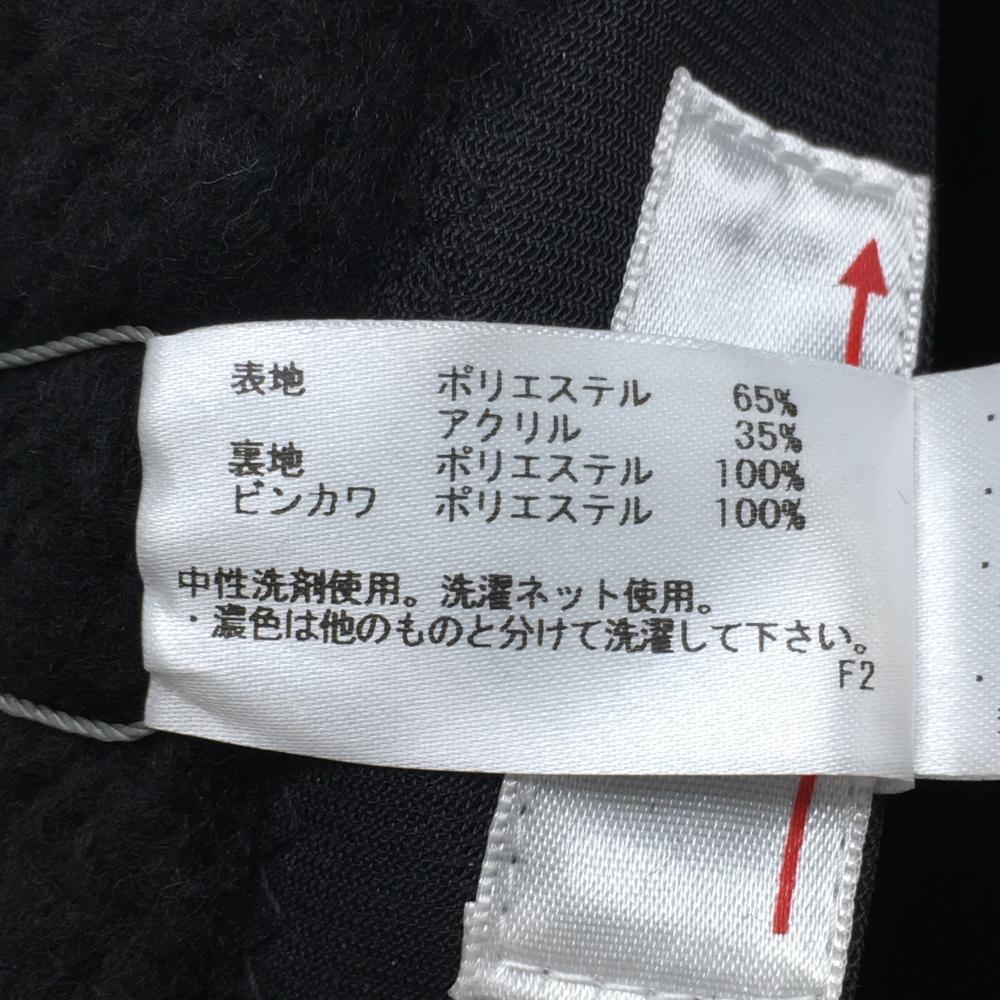 表地 ポリエステル 65%
アクリル 35%
裏地 ポリエステル 100%
ビンカワ ポリエステル 100%
中性洗剤使用。洗濯ネット使用。
・濃色は他のものと分けて洗濯して下さい。
F2